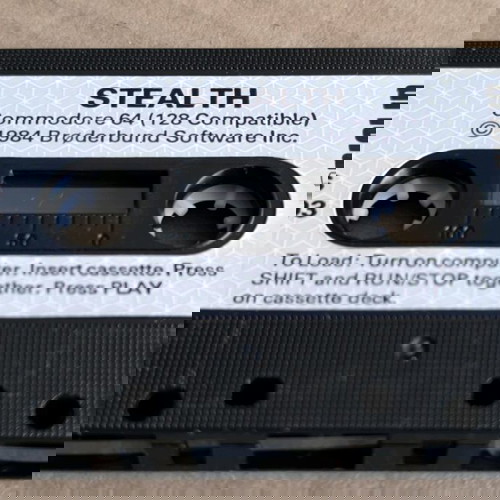 STEALTH
Commodore 64 (128 Compatible)
©1984 Brøderbund Software Inc.
To Load: Turn on computer. Insert cassette. Press
SHIFT and RUN/STOP together. Press PLAY
on cassette deck.